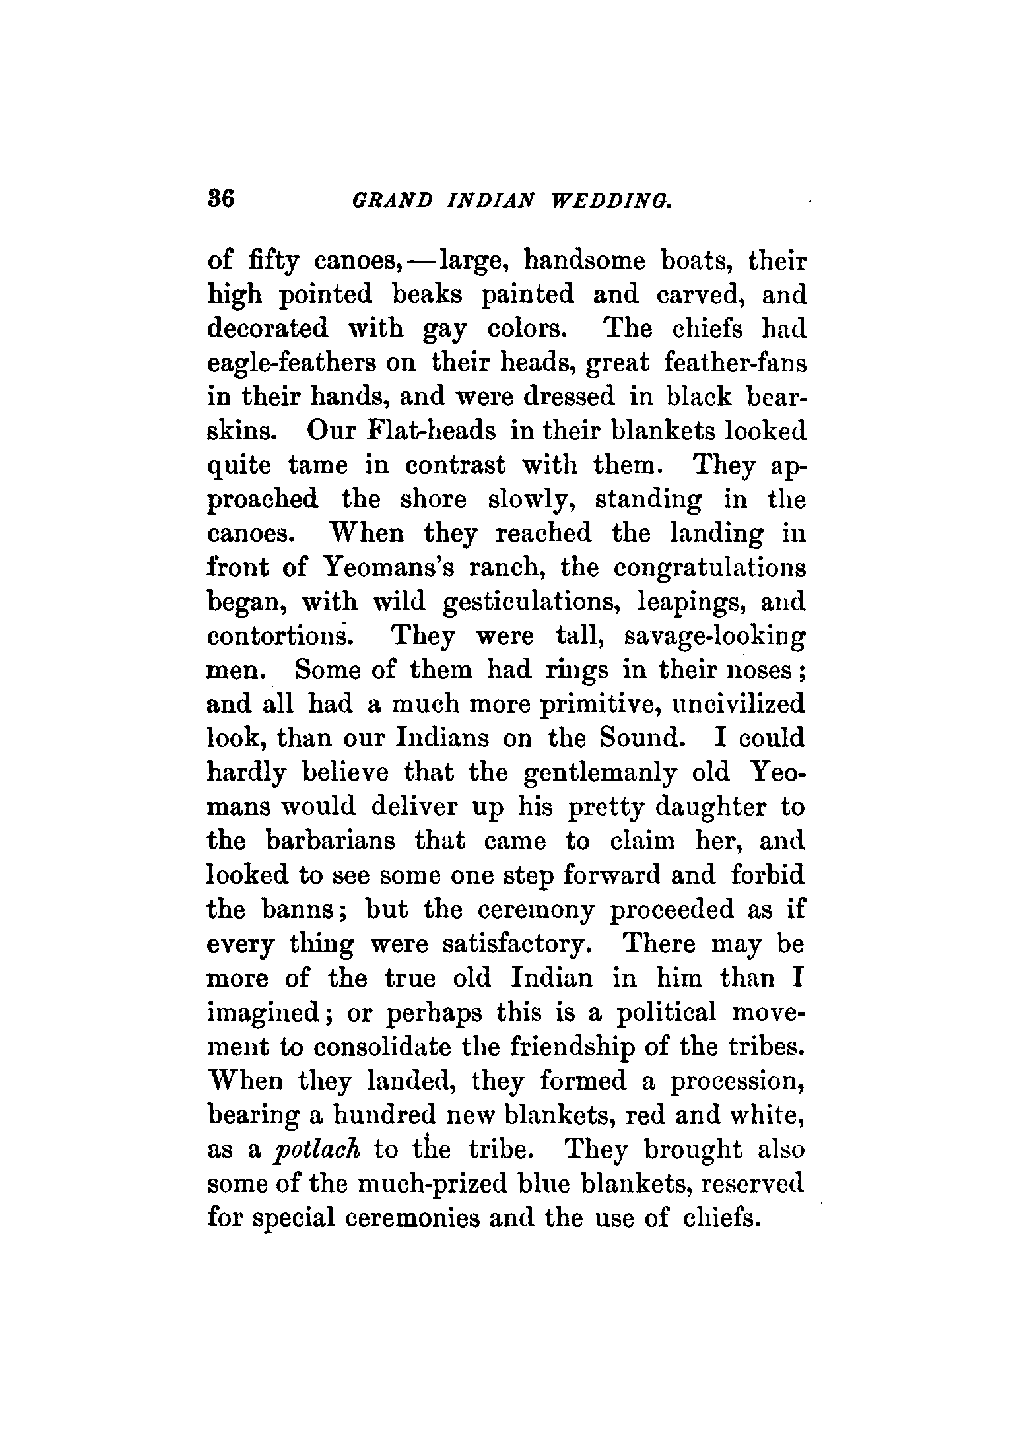 36 GRAND INDIAN WEDDING.
of fifty canoes,—large, handsome boats, their
high pointed beaks painted and carved, and
decorated with gay colors. The chiefs had
eagle-feathers on their heads, great feather-fans
in their hands, and were dressed in black bear-
skins. Our Flat-heads in their blankets looked
quite tame in contrast with them. They ap-
proached the shore slowly, standing in the
canoes. When they reached the landing in
front of Yeomans's ranch, the congratulations
began, with wild gesticulations, leapings, and
contortions. They were tall, savage-looking
men. Some of them had rings in their noses;
and all had a much more primitive, uncivilized
look, than our Indians on the Sound. I could
hardly believe that the gentlemanly old Yeo-
mans would deliver up his pretty daughter to
the barbarians that came to claim her, and
looked to see some one step forward and forbid
the banns; but the ceremony proceeded as if
every thing were satisfactory. There may be
more of the true old Indian in him than I
imagined; or perhaps this is a political move-
ment to consolidate the friendship of the tribes.
When they landed, they formed a procession,
bearing a hundred new blankets, red and white,
as a potlach to the tribe. They brought also
some of the much-prized blue blankets, reserved
for special ceremonies and the use of chiefs.